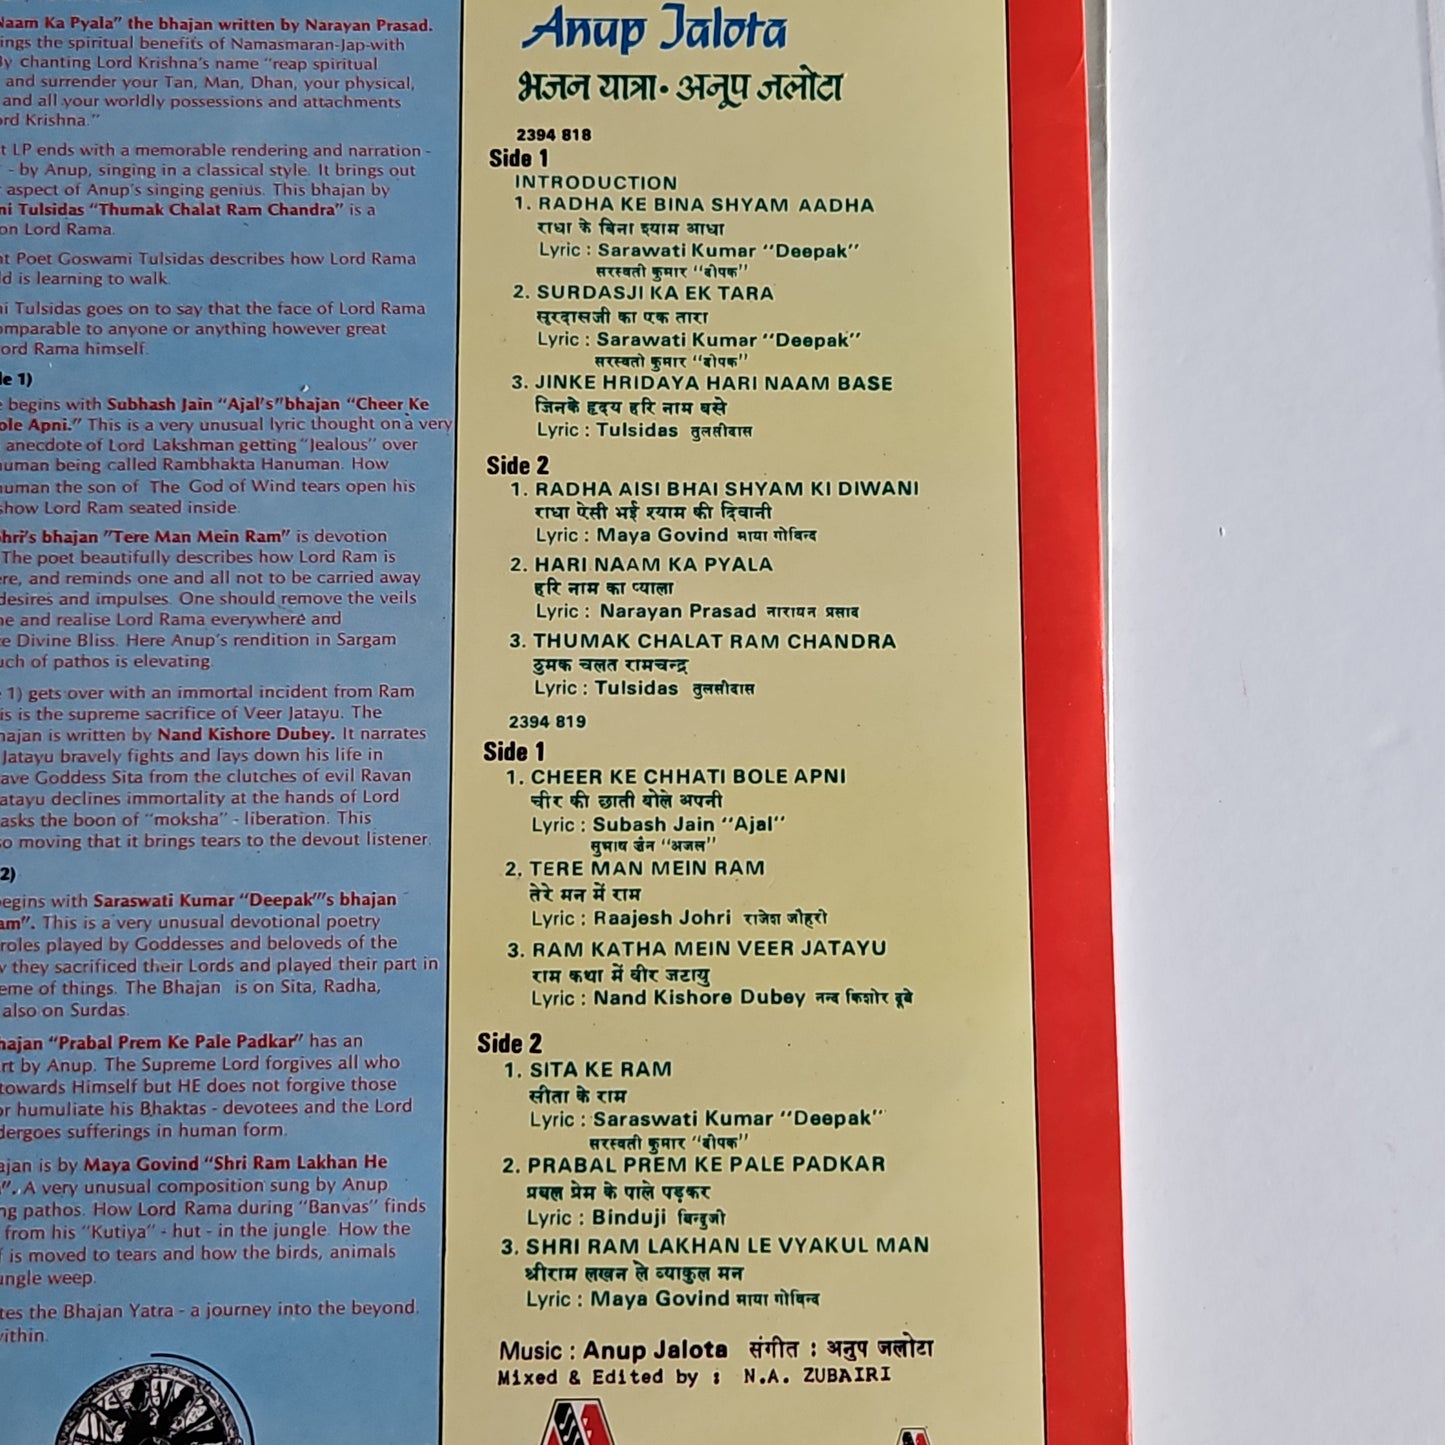 Naam Ka Pyala" the bhajan written by Narayan Prasad.
ings the spiritual benefits of Namasmaran-Jap-with
By chanting Lord Krishna's name "reap spiritual
and surrender your Tan, Man, Dhan, your physical,
and all your worldly possessions and attachments
ord Krishna."
t LP ends with a memorable rendering and narration -
- by Anup, singing in a classical style. It brings out
aspect of Anup's singing genius. This bhajan by
ni Tulsidas "Thumak Chalat Ram Chandra" is a
on Lord Rama.
nt Poet Goswami Tulsidas describes how Lord Rama
ld is learning to walk.
ni Tulsidas goes on to say that the face of Lord Rama
omparable to anyone or anything however great
ord Rama himself.
le 1)
e begins with Subhash Jain "Ajal's"bhajan "Cheer Ke
ole Apni." This is a very unusual lyric thought on a very
anecdote of Lord Lakshman getting "Jealous" over
numan being called Rambhakta Hanuman. How
numan the son of The God of Wind tears open his
show Lord Ram seated inside.
ohri's bhajan "Tere Man Mein Ram" is devotion
The poet beautifully describes how Lord Ram is
ere, and reminds one and all not to be carried away
desires and impulses. One should remove the veils
ne and realise Lord Rama everywhere and
e Divine Bliss. Here Anup's rendition in Sargam
uch of pathos is elevating.
1) gets over with an immortal incident from Ram
is is the supreme sacrifice of Veer Jatayu. The
hajan is written by Nand Kishore Dubey. It narrates
Jatayu bravely fights and lays down his life in
ave Goddess Sita from the clutches of evil Ravan
atayu declines immortality at the hands of Lord
asks the boon of "moksha" - liberation. This
so moving that it brings tears to the devout listener.
2)
egins with Saraswati Kumar "Deepak"'s bhajan
am". This is a very unusual devotional poetry
roles played by Goddesses and beloveds of the
w they sacrificed their Lords and played their part in
eme of things. The Bhajan is on Sita, Radha,
also on Surdas.
hajan "Prabal Prem Ke Pale Padkar" has an
rt by Anup. The Supreme Lord forgives all who
towards Himself but HE does not forgive those
or humuliate his Bhaktas - devotees and the Lord
dergoes sufferings in human form.
ajan is by Maya Govind "Shri Ram Lakhan He
". A very unusual composition sung by Anup
ng pathos. How Lord Rama during "Banvas" finds
from his "Kutiya" - hut - in the jungle. How the
f is moved to tears and how the birds, animals
ungle weep.
tes the Bhajan Yatra - a journey into the beyond.
within.
Anup Jalota
भजन यात्रा • अनूप जलोटा
2394 818
Side 1
INTRODUCTION
1. RADHA KE BINA SHYAM AADHA
राधा के बिना श्याम आधा
Lyric : Sarawati Kumar "Deepak"
सरस्वती कुमार "दीपक"
2. SURDASJI KA EK TARA
सूरदासजी का एक तारा
Lyric : Sarawati Kumar "Deepak"
सरस्वती कुमार "दीपक"
3. JINKE HRIDAYA HARI NAAM BASE
जिनके हृदय हरि नाम बसे
Lyric : Tulsidas तुलसीदास
Side 2
1. RADHA AISI BHAI SHYAM KI DIWANI
राधा ऐसी भई श्याम की दिवानी
Lyric : Maya Govind माया गोविन्द
2. HARI NAAM KA PYALA
हरि नाम का प्याला
Lyric : Narayan Prasad नारायन प्रसाद
3. THUMAK CHALAT RAM CHANDRA
ठुमक चलत रामचन्द्र
Lyric : Tulsidas तुलसीदास
2394 819
Side 1
1. CHEER KE CHHATI BOLE APNI
चीर की छाती बोले अपनी
Lyric : Subash Jain "Ajal"
सुभाष जैन "अजल"
2. TERE MAN MEIN RAM
तेरे मन में राम
Lyric : Raajesh Johri राजेश जौहरी
3. RAM KATHA MEIN VEER JATAYU
राम कथा में वीर जटायु
Lyric : Nand Kishore Dubey नन्द किशोर दूबे
Side 2
1. SITA KE RAM
सीता के राम
Lyric : Saraswati Kumar "Deepak"
सरस्वती कुमार "दीपक"
2. PRABAL PREM KE PALE PADKAR
प्रबल प्रेम के पाले पड़कर
Lyric : Binduji बिन्दुजी
3. SHRI RAM LAKHAN LE VYAKUL MAN
श्रीराम लखन ले व्याकुल मन
Lyric : Maya Govind माया गोविन्द
Music : Anup Jalota संगीत : अनुप जलोटा
Mixed & Edited by : N.A. ZUBAIRI